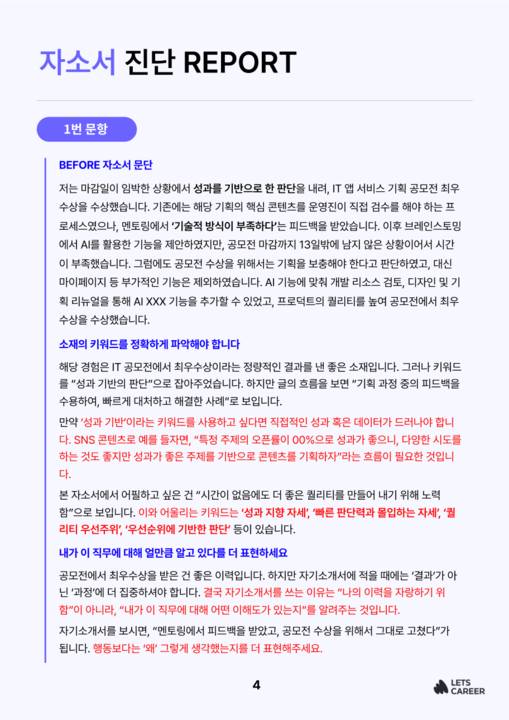 자소서 진단 REPORT
1번 문항
BEFORE 자소서 문단
저는 마감일이 임박한 상황에서 성과를 기반으로 한 판단을 내려, IT 앱 서비스 기획 공모전 최우
수상을 수상했습니다. 기존에는 해당 기획의 핵심 콘텐츠를 운영진이 직접 검수를 해야 하는 프
로세스였으나, 멘토링에서 ‘기술적 방식이 부족하다’는 피드백을 받았습니다. 이후 브레인스토밍
에서 AI를 활용한 기능을 제안하였지만, 공모전 마감까지 13일밖에 남지 않은 상황이어서 시간
이 부족했습니다. 그럼에도 공모전 수상을 위해서는 기획을 보충해야 한다고 판단하였고, 대신
마이페이지 등 부가적인 기능은 제외하였습니다. AI 기능에 맞춰 개발 리소스 검토, 디자인 및 기
획 리뉴얼을 통해 AI XXX 기능을 추가할 수 있었고, 프로덕트의 퀄리티를 높여 공모전에서 최우
수상을 수상했습니다.
소재의 키워드를 정확하게 파악해야 합니다
해당 경험은 IT 공모전에서 최우수상이라는 정량적인 결과를 낸 좋은 소재입니다. 그러나 키워드
를 “성과 기반의 판단”으로 잡아주었습니다. 하지만 글의 흐름을 보면 “기획 과정 중의 피드백을
수용하여, 빠르게 대처하고 해결한 사례”로 보입니다.
만약 ‘성과 기반’이라는 키워드를 사용하고 싶다면 직접적인 성과 혹은 데이터가 드러나야 합니
다. SNS 콘텐츠로 예를 들자면, “특정 주제의 오픈률이 00%으로 성과가 좋으니, 다양한 시도를
하는 것도 좋지만 성과가 좋은 주제를 기반으로 콘텐츠를 기획하자”라는 흐름이 필요한 것입니
다.
본 자소서에서 어필하고 싶은 건 “시간이 없음에도 더 좋은 퀄리티를 만들어 내기 위해 노력
함”으로 보입니다. 이와 어울리는 키워드는 ‘성과 지향 자세’, ‘빠른 판단력과 몰입하는 자세’, ‘퀄
리티 우선주위’, ‘우선순위에 기반한 판단’ 등이 있습니다.
내가 이 직무에 대해 얼만큼 알고 있다를 더 표현하세요
공모전에서 최우수상을 받은 건 좋은 이력입니다. 하지만 자기소개서에 적을 때에는 ‘결과’가 아
닌 ‘과정’에 더 집중하셔야 합니다. 결국 자기소개서를 쓰는 이유는 “나의 이력을 자랑하기 위
함”이 아니라, “내가 이 직무에 대해 어떤 이해도가 있는지”를 알려주는 것입니다.
자기소개서를 보시면, “멘토링에서 피드백을 받았고, 공모전 수상을 위해서 그대로 고쳤다”가
됩니다. 행동보다는 ‘왜’ 그렇게 생각했는지를 더 표현해주세요.
4
LETS
CAREER